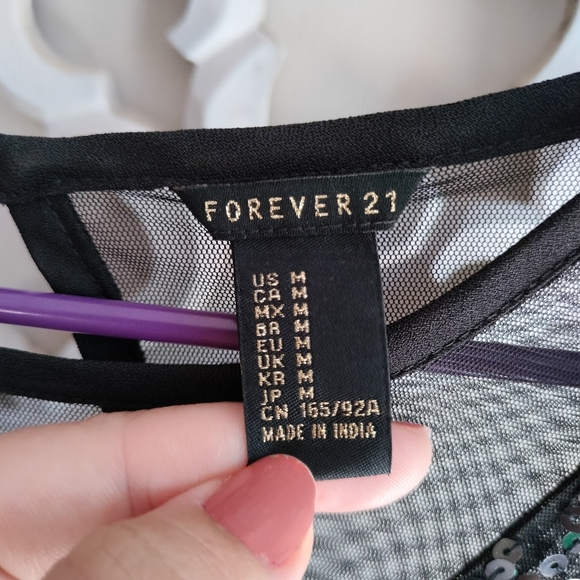 FOREVER 21
US M
CA M
MX M
BR M
EU M
UK M
KR M
JP M
CN 165/92A
MADE IN INDIA